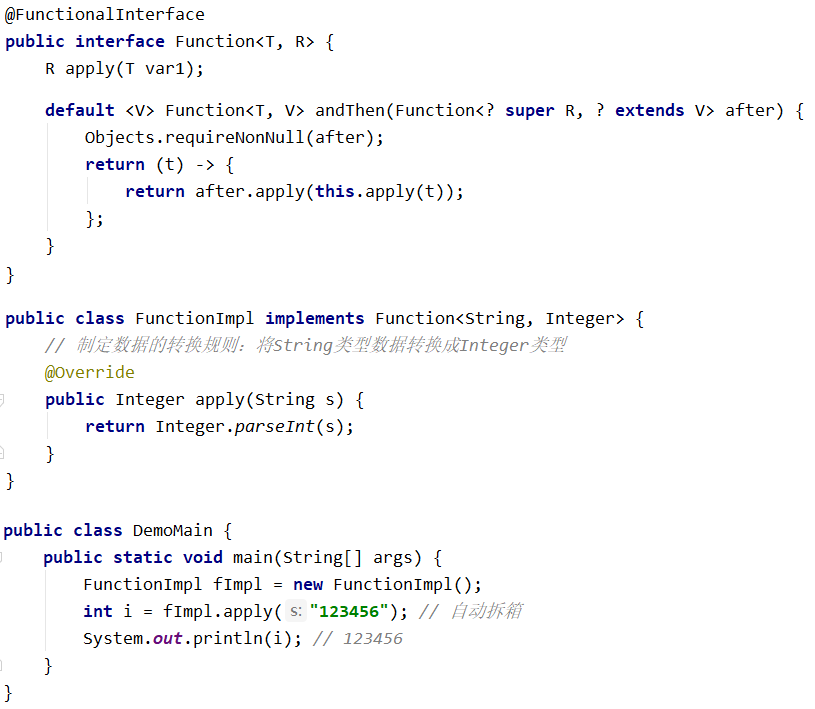 @FunctionalInterface
public interface Function<T, R> {
    R apply(T var1);
    default <V> Function<T, V> andThen(Function<? super R, ? extends V> after) {
        Objects.requireNonNull(after);
        return (t) -> {
            return after.apply(this.apply(t));
        };
    }
}
public class FunctionImpl implements Function<String, Integer> {
    // 制定数据的转换规则：将String类型数据转换成Integer类型
    @Override
    public Integer apply(String s) {
        return Integer.parseInt(s);
    }
}
public class DemoMain {
    public static void main(String[] args) {
        FunctionImpl fImpl = new FunctionImpl();
        int i = fImpl.apply( s: "123456"); // 自动拆箱
        System.out.println(i); // 123456
    }
}